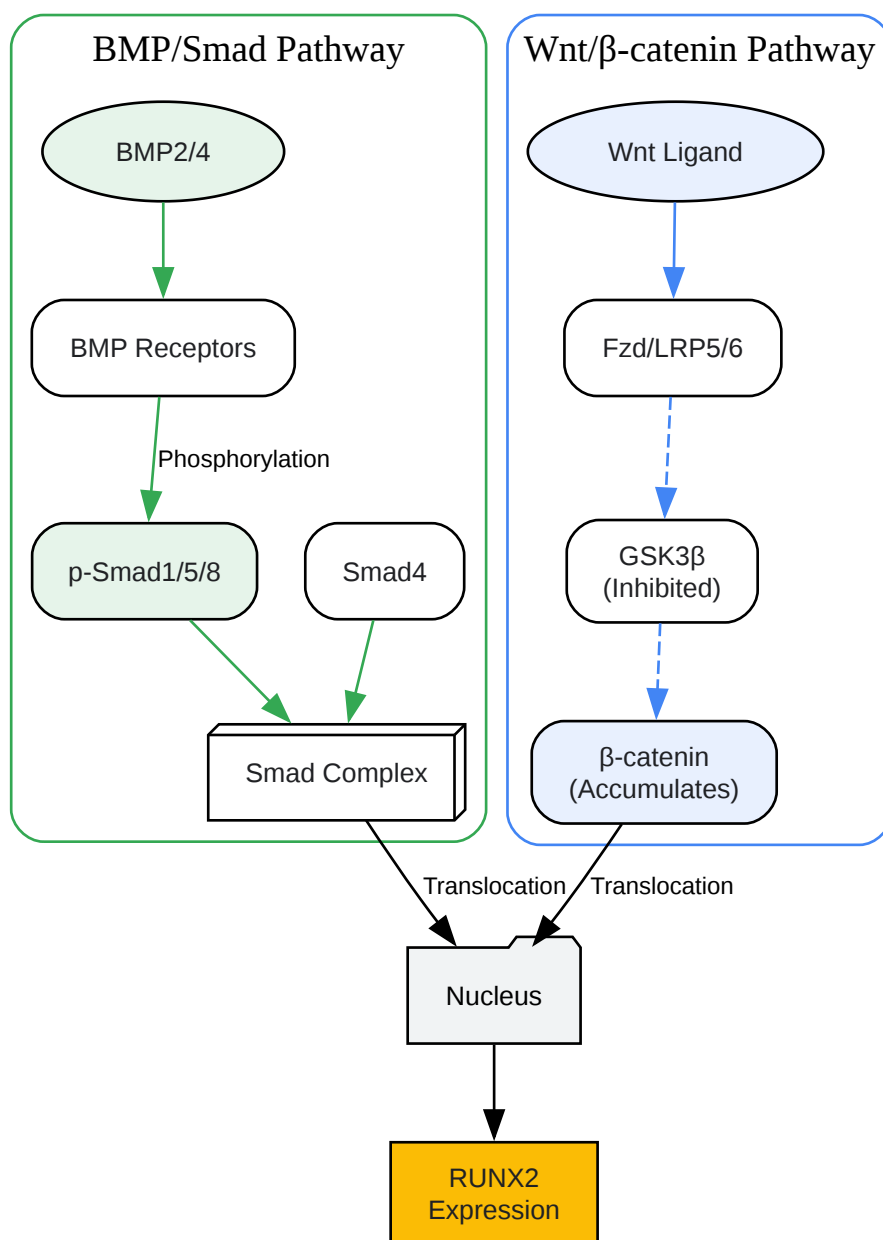 BMP/Smad Pathway
BMP2/4
BMP Receptors
Phosphorylation
p-Smad1/5/8
Smad4
Smad Complex
Translocation
Wnt/β-catenin Pathway
Wnt Ligand
Fzd/LRP5/6
GSK3β
(Inhibited)
β-catenin
(Accumulates)
Translocation
Nucleus
RUNX2
Expression